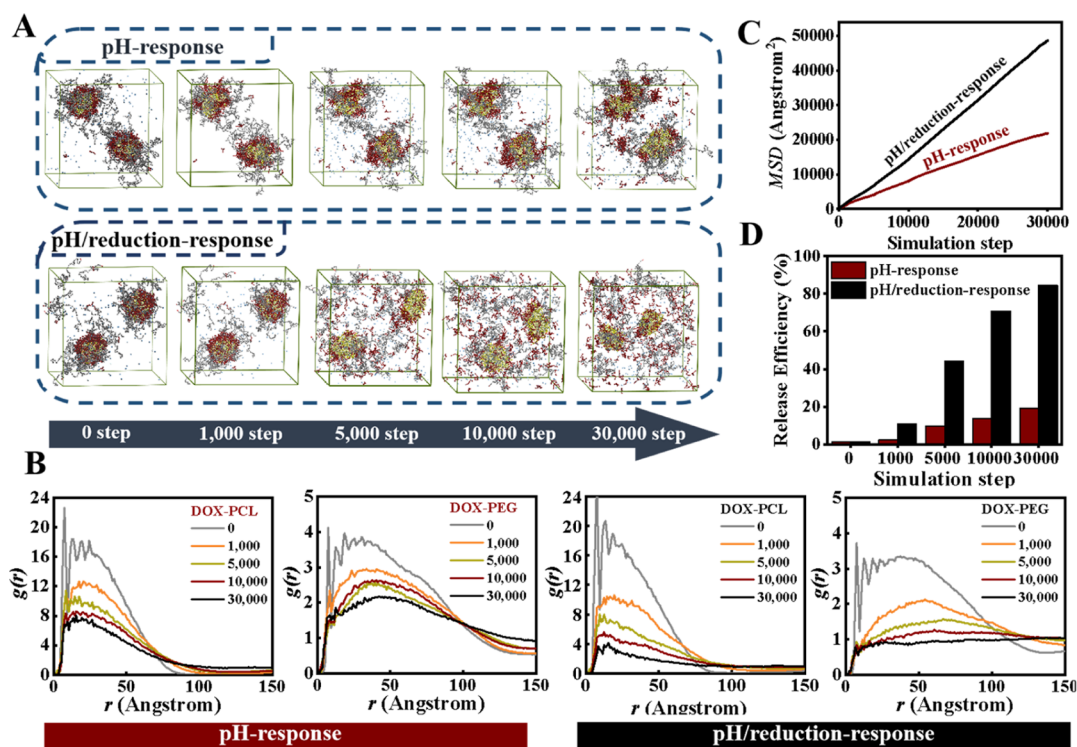 A
pH-response
pH/reduction-response
0 step
1,000 step
5,000 step
10,000 step
30,000 step
C
MSD (Angstrom²)
50000
40000
30000
20000
10000
0
pH/reduction-response
pH-response
0
10000
20000
30000
Simulation step
D
Release Efficiency (%)
100
80
60
40
20
0
pH-response
pH/reduction-response
0
1000
5000
10000
30000
Simulation step
B
g(r)
24
20
16
12
8
4
0
DOX-PCL
0
1,000
5,000
10,000
30,000
0
50
100
150
r (Angstrom)
g(r)
5
4
3
2
1
0
DOX-PEG
0
1,000
5,000
10,000
30,000
0
50
100
150
r (Angstrom)
g(r)
24
20
16
12
8
4
0
DOX-PCL
0
1,000
5,000
10,000
30,000
0
50
100
150
r (Angstrom)
g(r)
5
4
3
2
1
0
DOX-PEG
0
1,000
5,000
10,000
30,000
0
50
100
150
r (Angstrom)
pH-response
pH/reduction-response